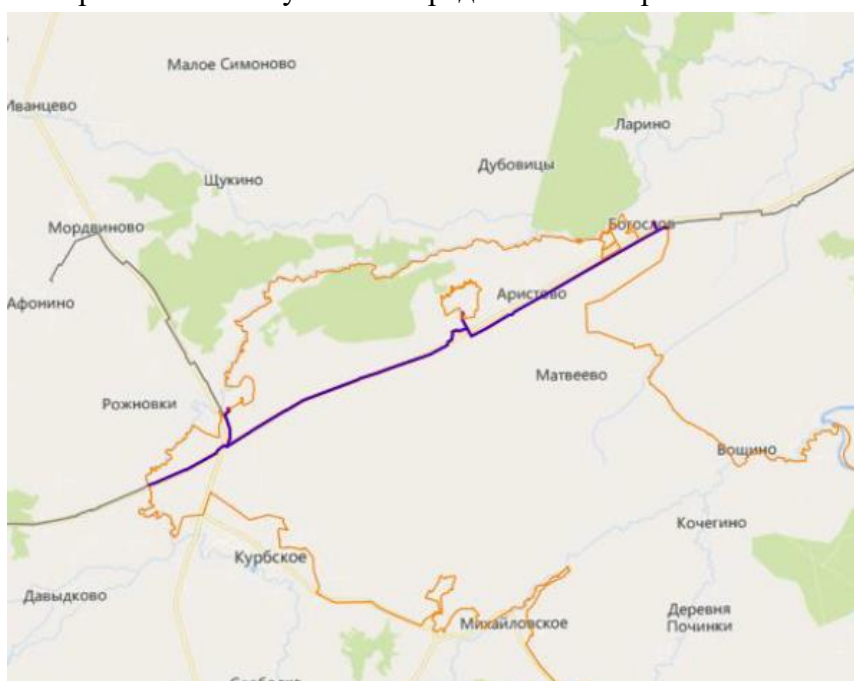 Малое Симоново
Иванцево
Ларино
Дубовицы
Щукино
Мордвиново
Богослов
Афонино
Аристово
Матвеево
Рожновки
Вощино
Кочегино
Курбское
Давыдково
Деревня
Починки
Михайловское